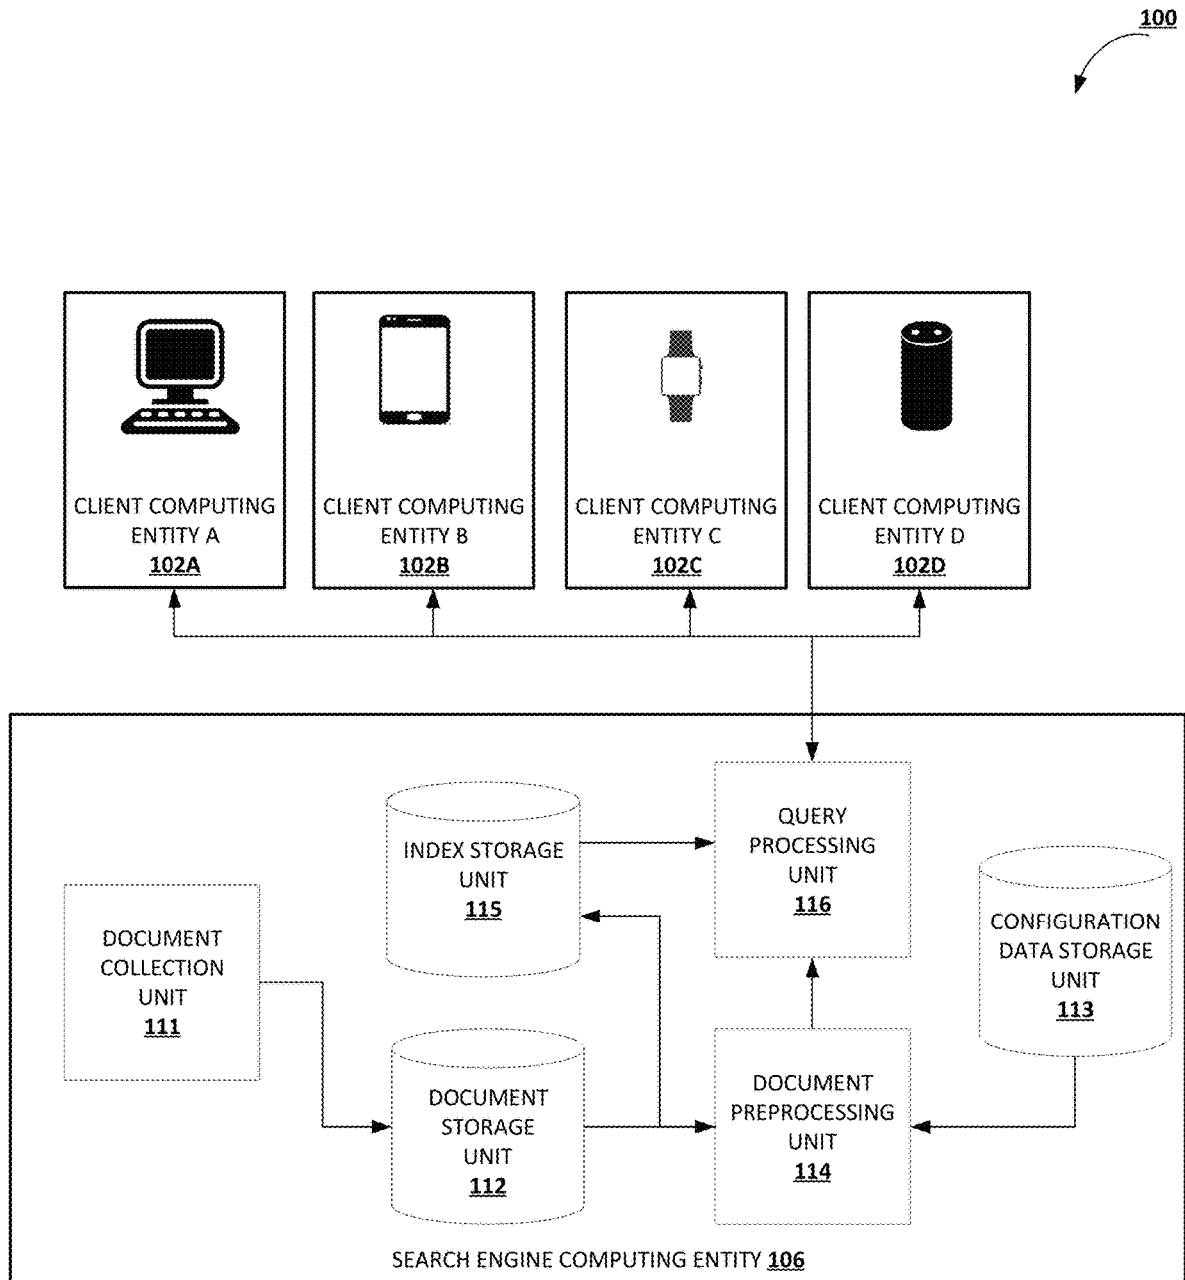 100
CLIENT COMPUTING
ENTITY A
102A
CLIENT COMPUTING
ENTITY B
102B
CLIENT COMPUTING
ENTITY C
102C
CLIENT COMPUTING
ENTITY D
102D
INDEX STORAGE
UNIT
115
QUERY
PROCESSING
UNIT
116
DOCUMENT
COLLECTION
UNIT
111
CONFIGURATION
DATA STORAGE
UNIT
113
DOCUMENT
STORAGE
UNIT
112
DOCUMENT
PREPROCESSING
UNIT
114
SEARCH ENGINE COMPUTING ENTITY 106